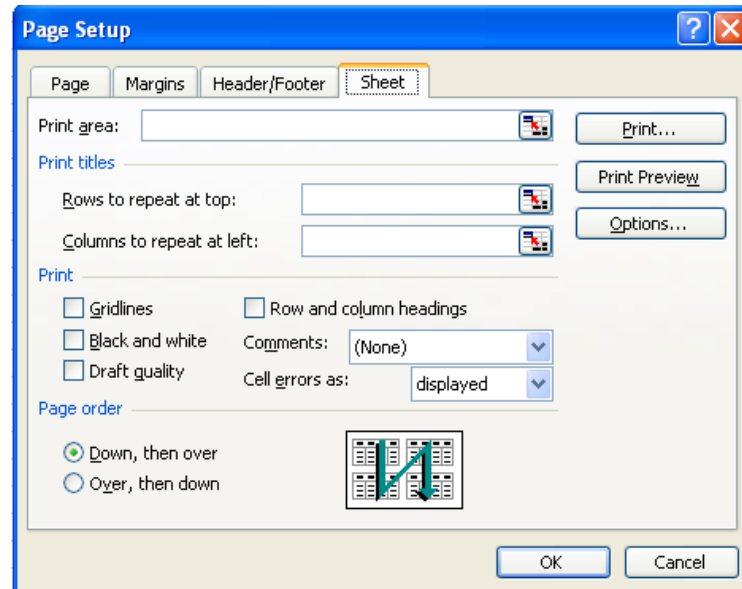 Page Setup
Page Margins Header/Footer Sheet
Print area:
Print...
Print titles
Print Preview
Rows to repeat at top:
Options...
Columns to repeat at left:
Print
Gridlines Row and column headings
Black and white Comments: (None)
Draft quality Cell errors as: displayed
Page order
Down, then over
Over, then down
OK Cancel